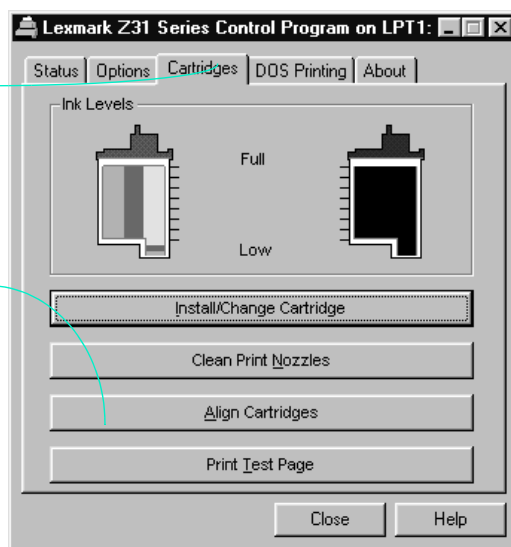 Lexmark Z31 Series Control Program on LPT1:
Status Options Cartridges DOS Printing About
Ink Levels
Full
Low
Install/Change Cartridge
Clean Print Nozzles
Align Cartridges
Print Test Page
Close Help